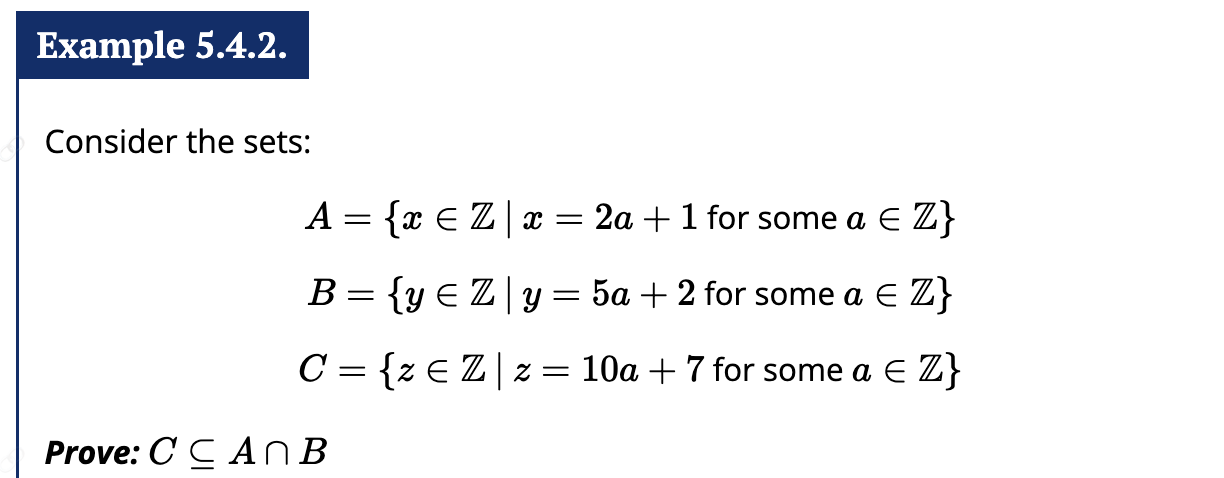 Example 5.4.2.
Consider the sets:
A = {x ∈ ℤ | x = 2a + 1 for some a ∈ ℤ}
B = {y ∈ ℤ | y = 5a + 2 for some a ∈ ℤ}
C = {z ∈ ℤ | z = 10a + 7 for some a ∈ ℤ}
Prove: C ⊆ A ∩ B